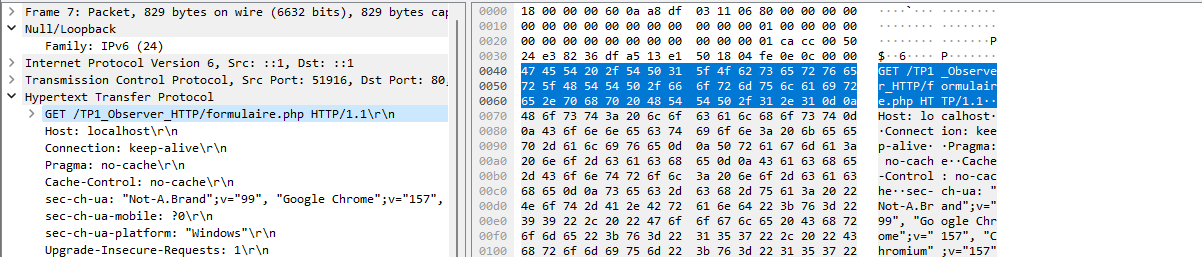 Frame 7: Packet, 829 bytes on wire (6632 bits), 829 bytes cap
Null/Loopback
Family: IPv6 (24)
Internet Protocol Version 6, Src: ::1, Dst: ::1
Transmission Control Protocol, Src Port: 51916, Dst Port: 80,
Hypertext Transfer Protocol
GET /TP1_Observer_HTTP/formulaire.php HTTP/1.1\r\n
Host: localhost\r\n
Connection: keep-alive\r\n
Pragma: no-cache\r\n
Cache-Control: no-cache\r\n
sec-ch-ua: "Not-A.Brand";v="99", "Google Chrome";v="157",
sec-ch-ua-mobile: ?0\r\n
sec-ch-ua-platform: "Windows"\r\n
Upgrade-Insecure-Requests: 1\r\n
0000 18 00 00 00 60 0a a8 df 03 11 06 80 00 00 00 00 ····`··· ········
0010 00 00 00 00 00 00 00 00 00 00 00 01 00 00 00 00 ········ ········
0020 00 00 00 00 00 00 00 00 00 00 00 01 ca cc 00 50 ········ ·······P
0030 24 e3 82 36 df a5 13 e1 50 18 04 fe 0e 0c 00 00 $··6···· P·······
0040 47 45 54 20 2f 54 50 31 5f 4f 62 73 65 72 76 65 GET /TP1 _Observe
0050 72 5f 48 54 54 50 2f 66 6f 72 6d 75 6c 61 69 72 r_HTTP/f ormulair
0060 65 2e 70 68 70 20 48 54 54 50 2f 31 2e 31 0d 0a e.php HT TP/1.1··
0070 48 6f 73 74 3a 20 6c 6f 63 61 6c 68 6f 73 74 0d Host: lo calhost·
0080 0a 43 6f 6e 6e 65 63 74 69 6f 6e 3a 20 6b 65 65 ·Connect ion: kee
0090 70 2d 61 6c 69 76 65 0d 0a 50 72 61 67 6d 61 3a p-alive· ·Pragma:
00a0 20 6e 6f 2d 63 61 63 68 65 0d 0a 43 61 63 68 65 no-cach e··Cache
00b0 2d 43 6f 6e 74 72 6f 6c 3a 20 6e 6f 2d 63 61 63 -Control : no-cac
00c0 68 65 0d 0a 73 65 63 2d 63 68 2d 75 61 3a 20 22 he··sec- ch-ua: "
00d0 4e 6f 74 2d 41 2e 42 72 61 6e 64 22 3b 76 3d 22 Not-A.Br and";v="
00e0 39 39 22 2c 20 22 47 6f 6f 67 6c 65 20 43 68 72 99", "Go ogle Chr
00f0 6f 6d 65 22 3b 76 3d 22 31 35 37 22 2c 20 22 43 ome";v=" 157", "C
0100 68 72 6f 6d 69 75 6d 22 3b 76 3d 22 31 35 37 22 hromium" ;v="157"